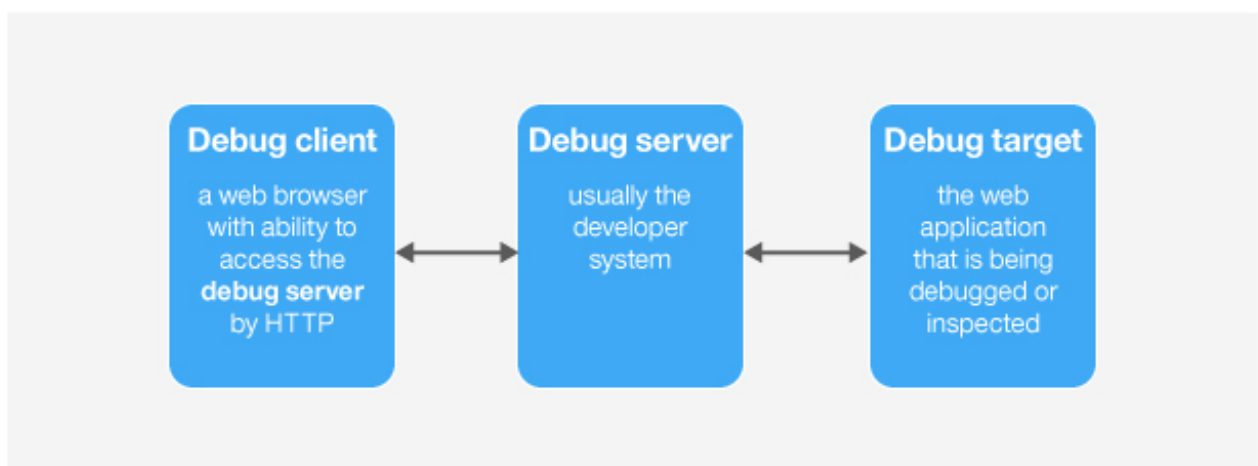 Debug client
a web browser
with ability to
access the
debug server
by HTTP
Debug server
usually the
developer
system
Debug target
the web
application
that is being
debugged or
inspected